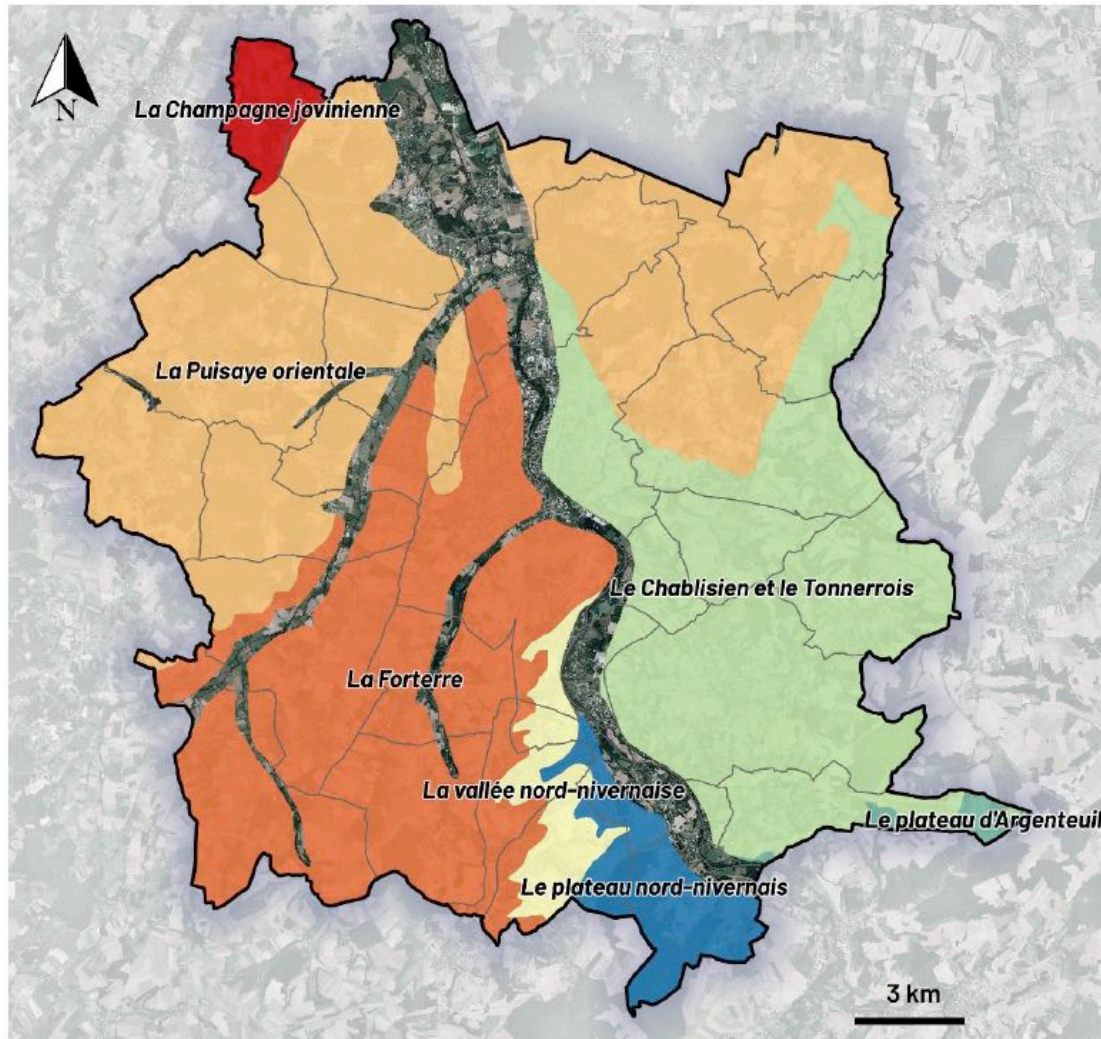 N
La Champagne jovinienne
La Puisaye orientale
Le Chablisien et le Tonnerrois
La Forterre
La vallée nord-nivernaise
Le plateau d'Argenteuil
Le plateau nord-nivernais
3 km